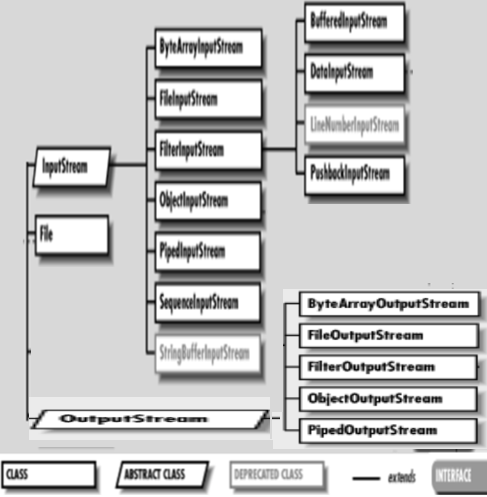 BufferedInputStream
ByteArrayInputStream
DataInputStream
FileInputStream
LineNumberInputStream
FilterInputStream
InputStream
PushbackInputStream
ObjectInputStream
File
PipedInputStream
SequenceInputStream
ByteArrayOutputStream
FileOutputStream
StringBufferInputStream
FilterOutputStream
ObjectOutputStream
OutputStream
PipedOutputStream
CLASS
ABSTRACT CLASS
DEPRECATED CLASS
extends
INTERFACE